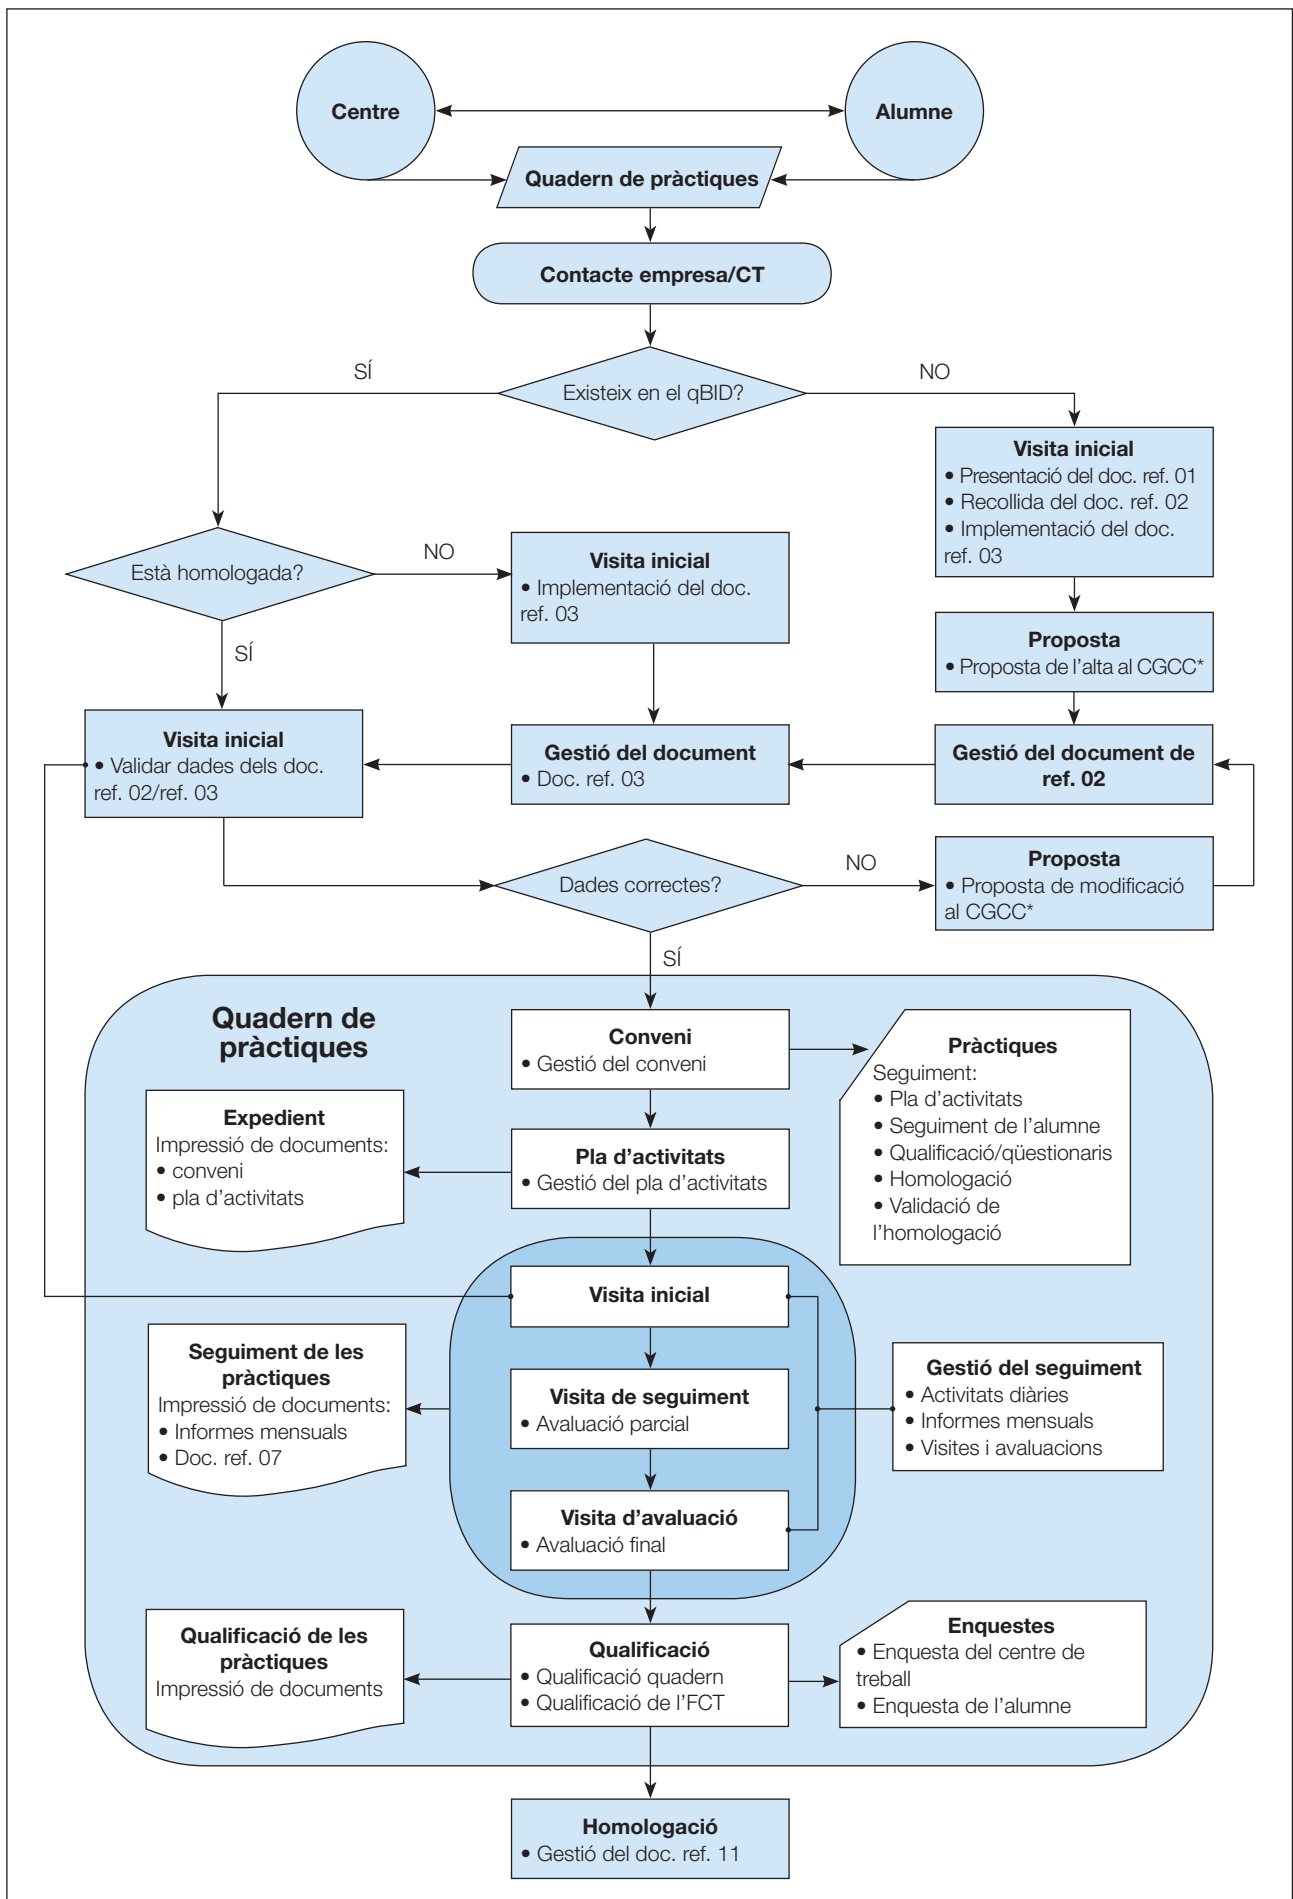 Centre
Alumne
Quadern de pràctiques
Contacte empresa/CT
SÍ
Existeix en el qBID?
NO
Visita inicial
• Presentació del doc. ref. 01
• Recollida del doc. ref. 02
• Implementació del doc.
ref. 03
Està homologada?
NO
Visita inicial
• Implementació del doc.
ref. 03
SÍ
Proposta
• Proposta de l’alta al CGCC*
Visita inicial
• Validar dades dels doc.
ref. 02/ref. 03
Gestió del document
• Doc. ref. 03
Gestió del document de
ref. 02
Dades correctes?
NO
Proposta
• Proposta de modificació
al CGCC*
SÍ
Quadern de
pràctiques
Conveni
• Gestió del conveni
Pràctiques
Seguiment:
• Pla d’activitats
• Seguiment de l’alumne
• Qualificació/qüestionaris
• Homologació
• Validació de
l’homologació
Expedient
Impressió de documents:
• conveni
• pla d’activitats
Pla d’activitats
• Gestió del pla d’activitats
Visita inicial
Seguiment de les
pràctiques
Impressió de documents:
• Informes mensuals
• Doc. ref. 07
Visita de seguiment
• Avaluació parcial
Gestió del seguiment
• Activitats diàries
• Informes mensuals
• Visites i avaluacions
Visita d’avaluació
• Avaluació final
Qualificació de les
pràctiques
Impressió de documents
Qualificació
• Qualificació quadern
• Qualificació de l’FCT
Enquestes
• Enquesta del centre de
treball
• Enquesta de l’alumne
Homologació
• Gestió del doc. ref. 11